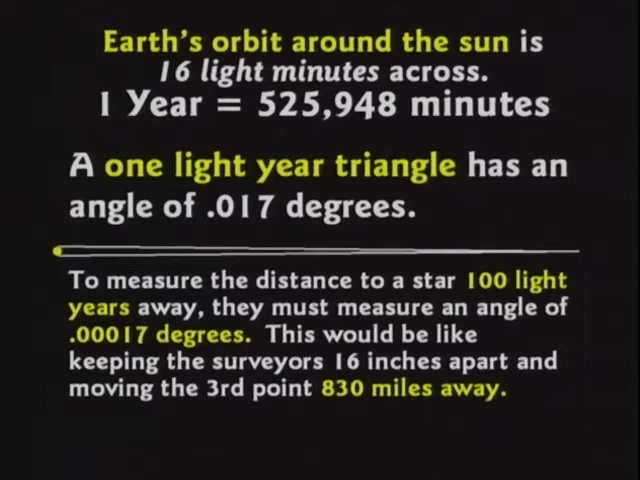 Earth's orbit around the sun is
16 light minutes across.
1 Year = 525,948 minutes
A one light year triangle has an
angle of .017 degrees.
To measure the distance to a star 100 light
years away, they must measure an angle of
.00017 degrees. This would be like
keeping the surveyors 16 inches apart and
moving the 3rd point 830 miles away.